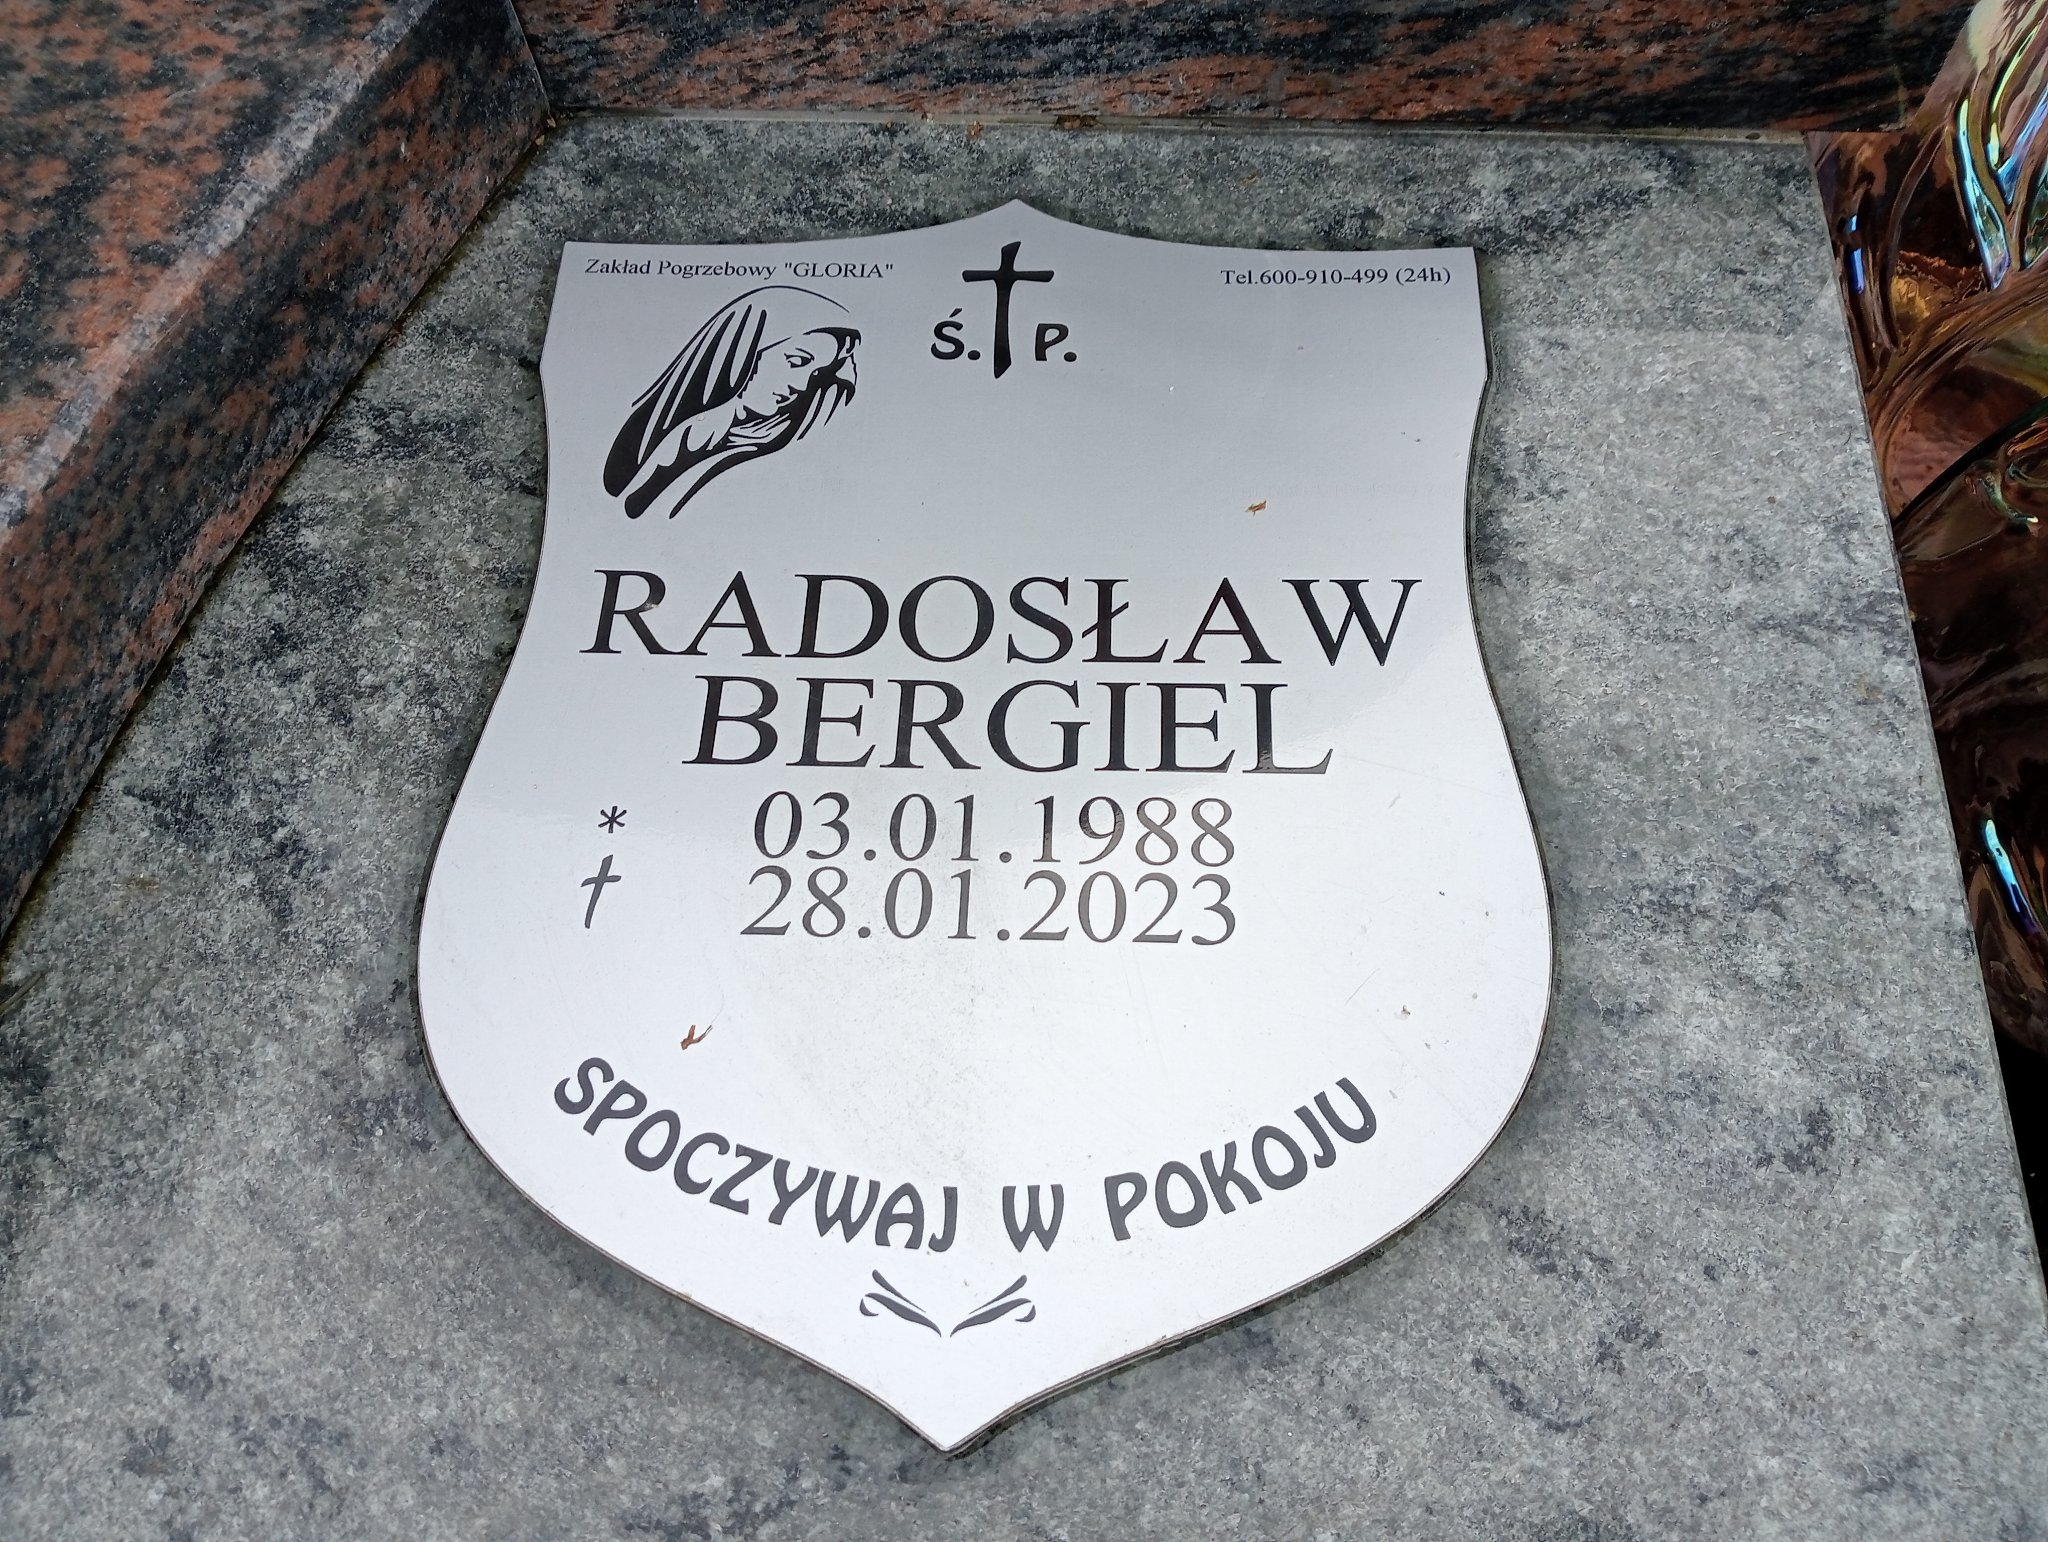 Zakład Pogrzebowy "GLORIA"
Tel.600-910-499 (24h)
Ś. P.
RADOSŁAW
BERGIEL
* 03.01.1988
† 28.01.2023
SPOCZYWAJ W POKOJU